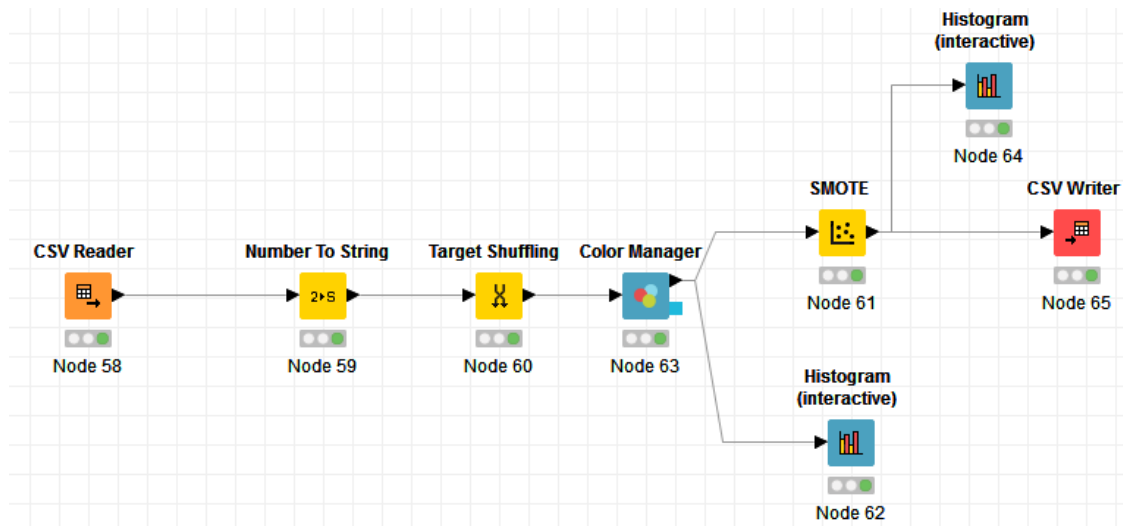 Histogram
(interactive)
Node 64
SMOTE
Node 61
CSV Writer
Node 65
CSV Reader
Node 58
Number To String
2▸S
Node 59
Target Shuffling
Node 60
Color Manager
Node 63
Histogram
(interactive)
Node 62